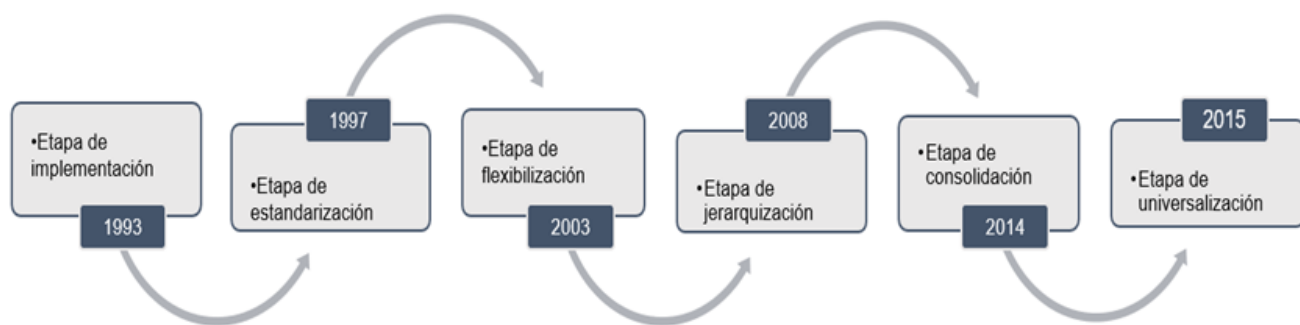 •Etapa de
implementación
1993
1997
•Etapa de
estandarización
•Etapa de
flexibilización
2003
2008
•Etapa de
jerarquización
•Etapa de
consolidación
2014
2015
•Etapa de
universalización